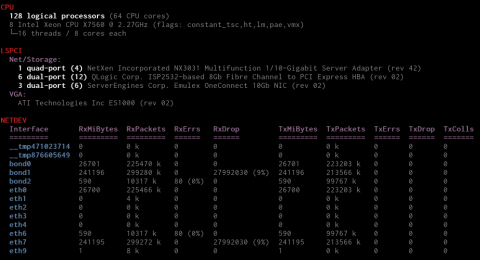 CPU
128 logical processors (64 CPU cores)
8 Intel Xeon CPU X7560 @ 2.27GHz (flags: constant_tsc,ht,lm,pae,vmx)
└─16 threads / 8 cores each
LSPCI
Net/Storage:
1 quad-port (4) NetXen Incorporated NX3031 Multifunction 1/10-Gigabit Server Adapter (rev 42)
6 dual-port (12) QLogic Corp. ISP2532-based 8Gb Fibre Channel to PCI Express HBA (rev 02)
3 dual-port (6) ServerEngines Corp. Emulex OneConnect 10Gb NIC (rev 02)
VGA:
ATI Technologies Inc ES1000 (rev 02)
NETDEV
Interface RxMiBytes RxPackets RxErrs RxDrop TxMiBytes TxPackets TxErrs TxDrop TxColls
========= ========= ========= ====== ====== ========= ========= ====== ====== =======
__tmp471023714 0 0 k 0 0 0 0 k 0 0 0
__tmp876605649 0 0 k 0 0 0 0 k 0 0 0
bond0 26701 225470 k 0 0 26701 223203 k 0 0 0
bond1 241196 299280 k 0 27992030 (9%) 241196 213566 k 0 0 0
bond2 590 10317 k 80 (0%) 0 590 99767 k 0 0 0
eth0 26700 225466 k 0 0 26701 223203 k 0 0 0
eth1 0 4 k 0 0 0 0 k 0 0 0
eth2 0 0 k 0 0 0 0 k 0 0 0
eth3 0 0 k 0 0 0 0 k 0 0 0
eth4 0 0 k 0 0 0 0 k 0 0 0
eth6 590 10317 k 80 (0%) 0 590 99767 k 0 0 0
eth7 241195 299272 k 0 27992030 (9%) 241195 213566 k 0 0 0
eth9 1 8 k 0 0 1 0 k 0 0 0